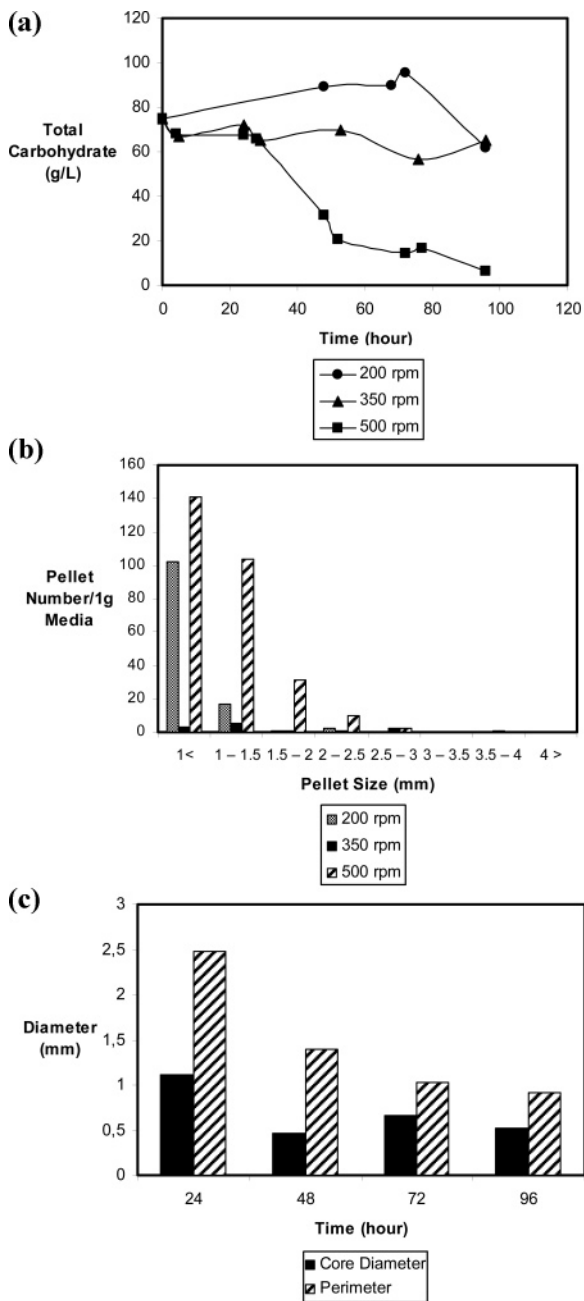 (a)
120
100
80
60
40
20
0
Total
Carbohydrate
(g/L)
0 20 40 60 80 100 120
Time (hour)
200 rpm
350 rpm
500 rpm
(b)
160
140
120
100
80
60
40
20
0
Pellet
Number/1g
Media
1< 1 – 1.5 1.5 – 2 2 – 2.5 2.5 – 3 3 – 3.5 3.5 – 4 4 >
Pellet Size (mm)
200 rpm
350 rpm
500 rpm
(c)
3
2,5
2
1,5
1
0,5
0
Diameter
(mm)
24 48 72 96
Time (hour)
Core Diameter
Perimeter